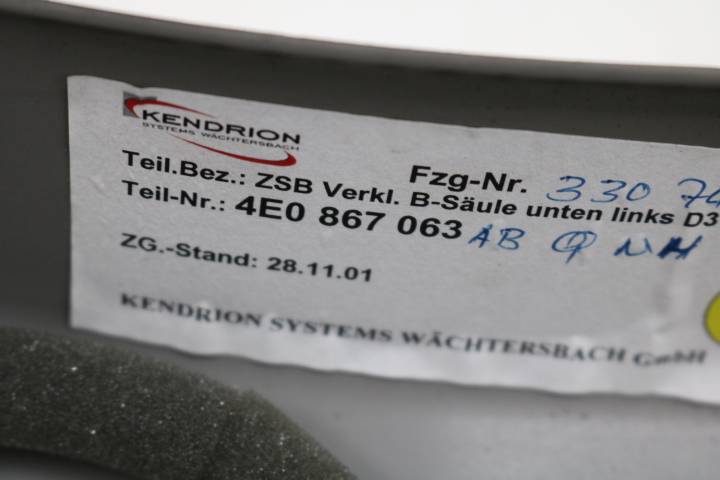 KENDRION
SYSTEMS WÄCHTERSBACH
Fzg-Nr. 330 74
Teil.Bez.: ZSB Verkl. B-Säule unten links D3
Teil-Nr.: 4E0 867 063 AB
ZG.-Stand: 28.11.01
KENDRION SYSTEMS WÄCHTERSBACH GmbH